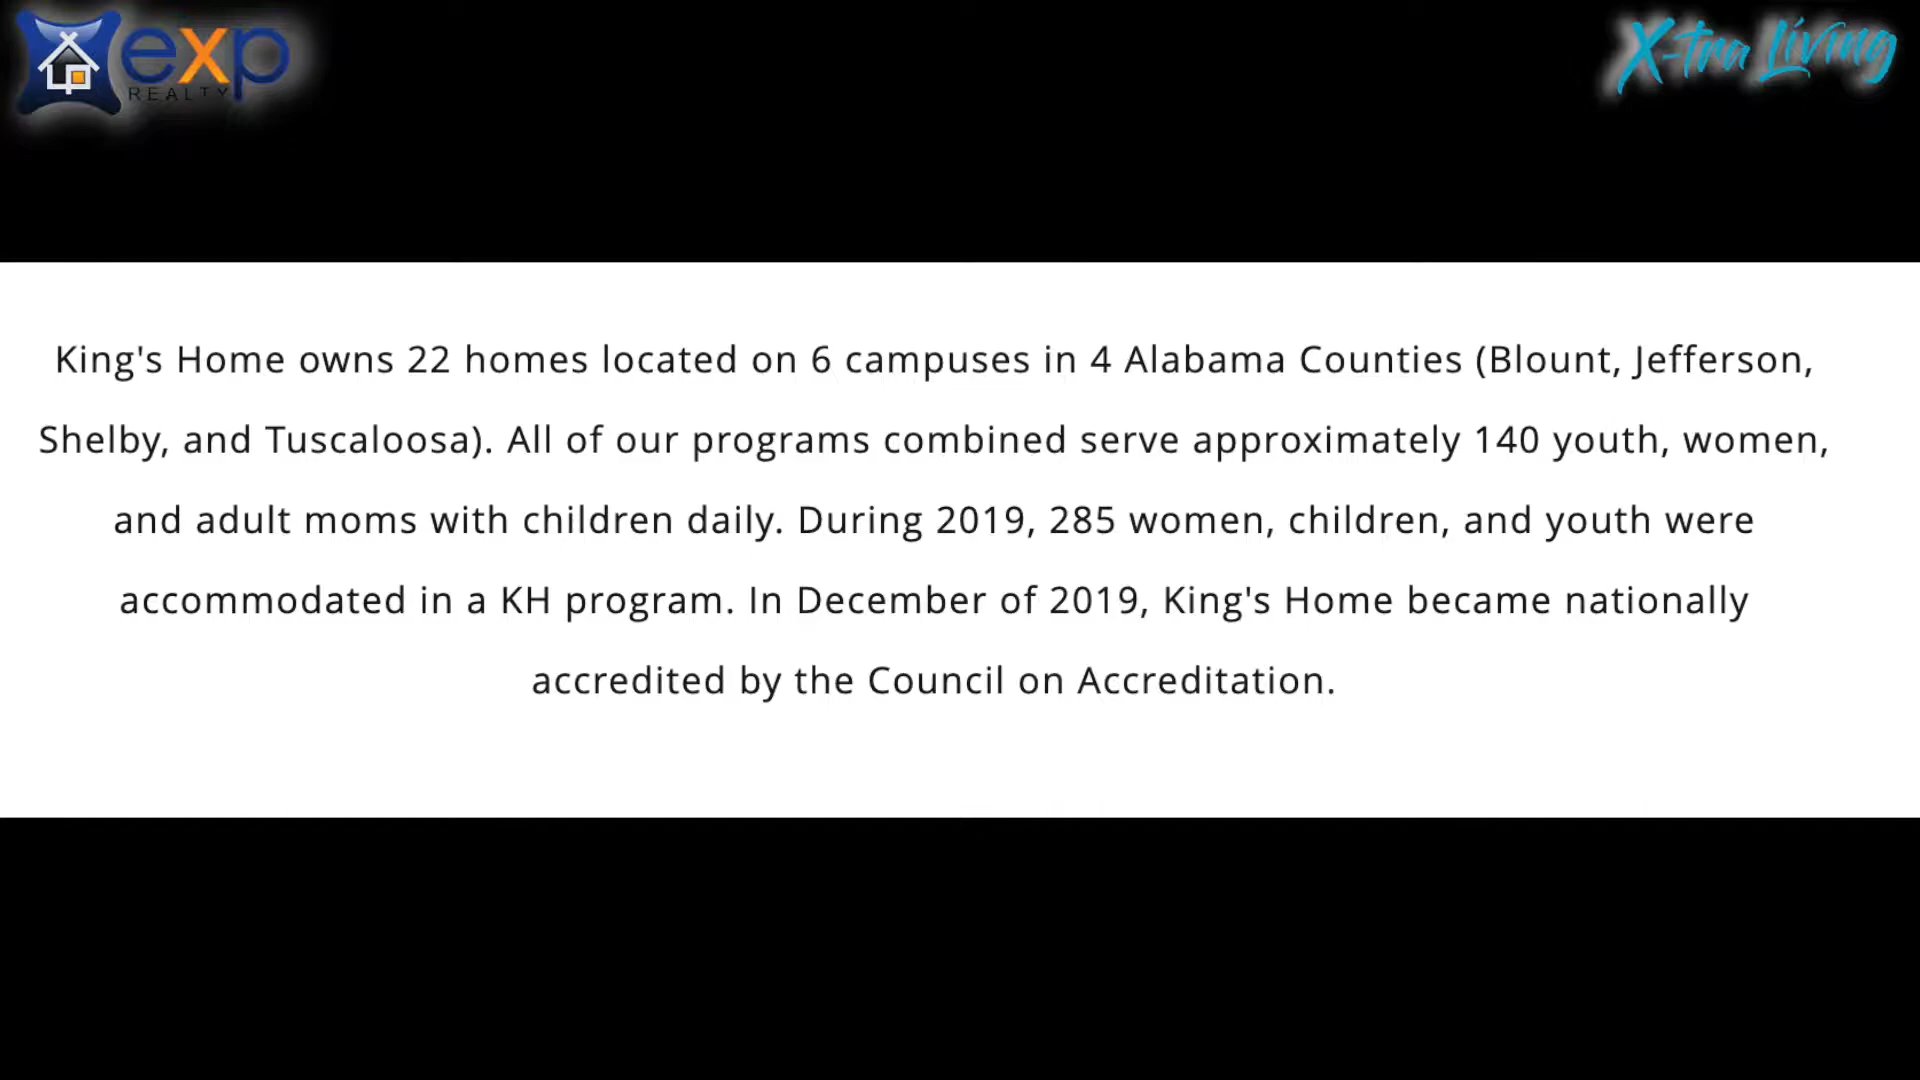 exp
REALTY
X-tra Living
King's Home owns 22 homes located on 6 campuses in 4 Alabama Counties (Blount, Jefferson,
Shelby, and Tuscaloosa). All of our programs combined serve approximately 140 youth, women,
and adult moms with children daily. During 2019, 285 women, children, and youth were
accommodated in a KH program. In December of 2019, King's Home became nationally
accredited by the Council on Accreditation.